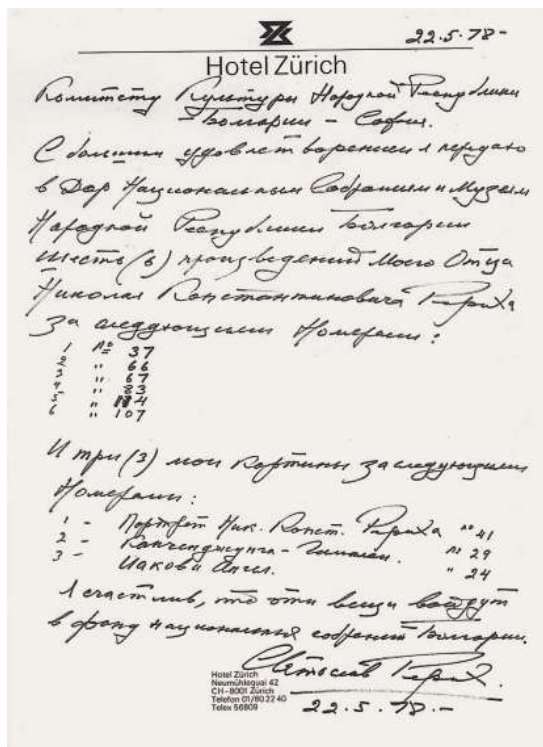 22.5.78-
Hotel Zürich
Комитету Культуры Народной Республики
- Болгарии - София.
С большим удовлетворением я передаю
в Дар Национальным Собраниям и Музеям
Народной Республики Болгарии
шесть (6) произведений моего Отца
Николая Константиновича Рериха
за следующими Номерами:
1 № 37
2 " 66
3 " 67
4 " 83
5 " 4
6 " 107
И три (3) мои картины за следующими
Номерами:
1 - Портрет Ник. Конст. Рериха № 41
2 - Канченджунга - Гималаи. № 29
3 - Иаков и Ангел. " 24
Я счастлив, что эти вещи войдут
в фонд национальных собраний Болгарии.
Святослав Рерих.
22.5.78.-
Hotel Zürich
Neumühlequai 42
CH-8001 Zürich
Telefon 01/60 22 40
Telex 56809